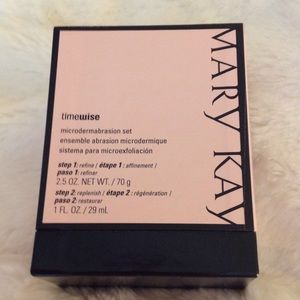 MARY KAY
timewise
microdermabrasion set
ensemble abrasion microdermique
sistema para microexfoliación
step 1: refine / étape 1 : affinement /
paso 1: refinar
2.5 OZ. NET WT. / 70 g
step 2: replenish / étape 2 : régénération /
paso 2: restaurar
1 FL. OZ. / 29 mL